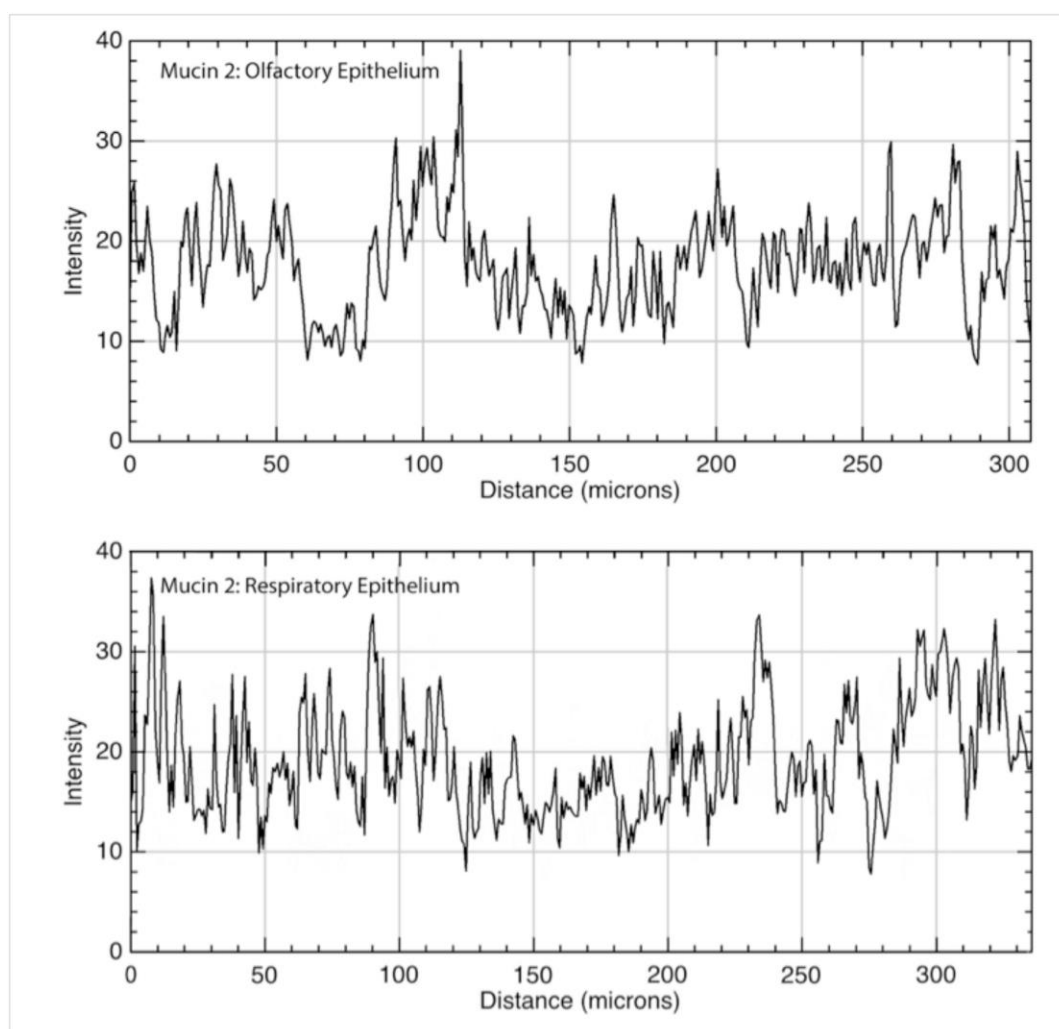 40
Mucin 2: Olfactory Epithelium
30
20
10
0
Intensity
0 50 100 150 200 250 300
Distance (microns)
40
Mucin 2: Respiratory Epithelium
30
20
10
0
Intensity
0 50 100 150 200 250 300
Distance (microns)